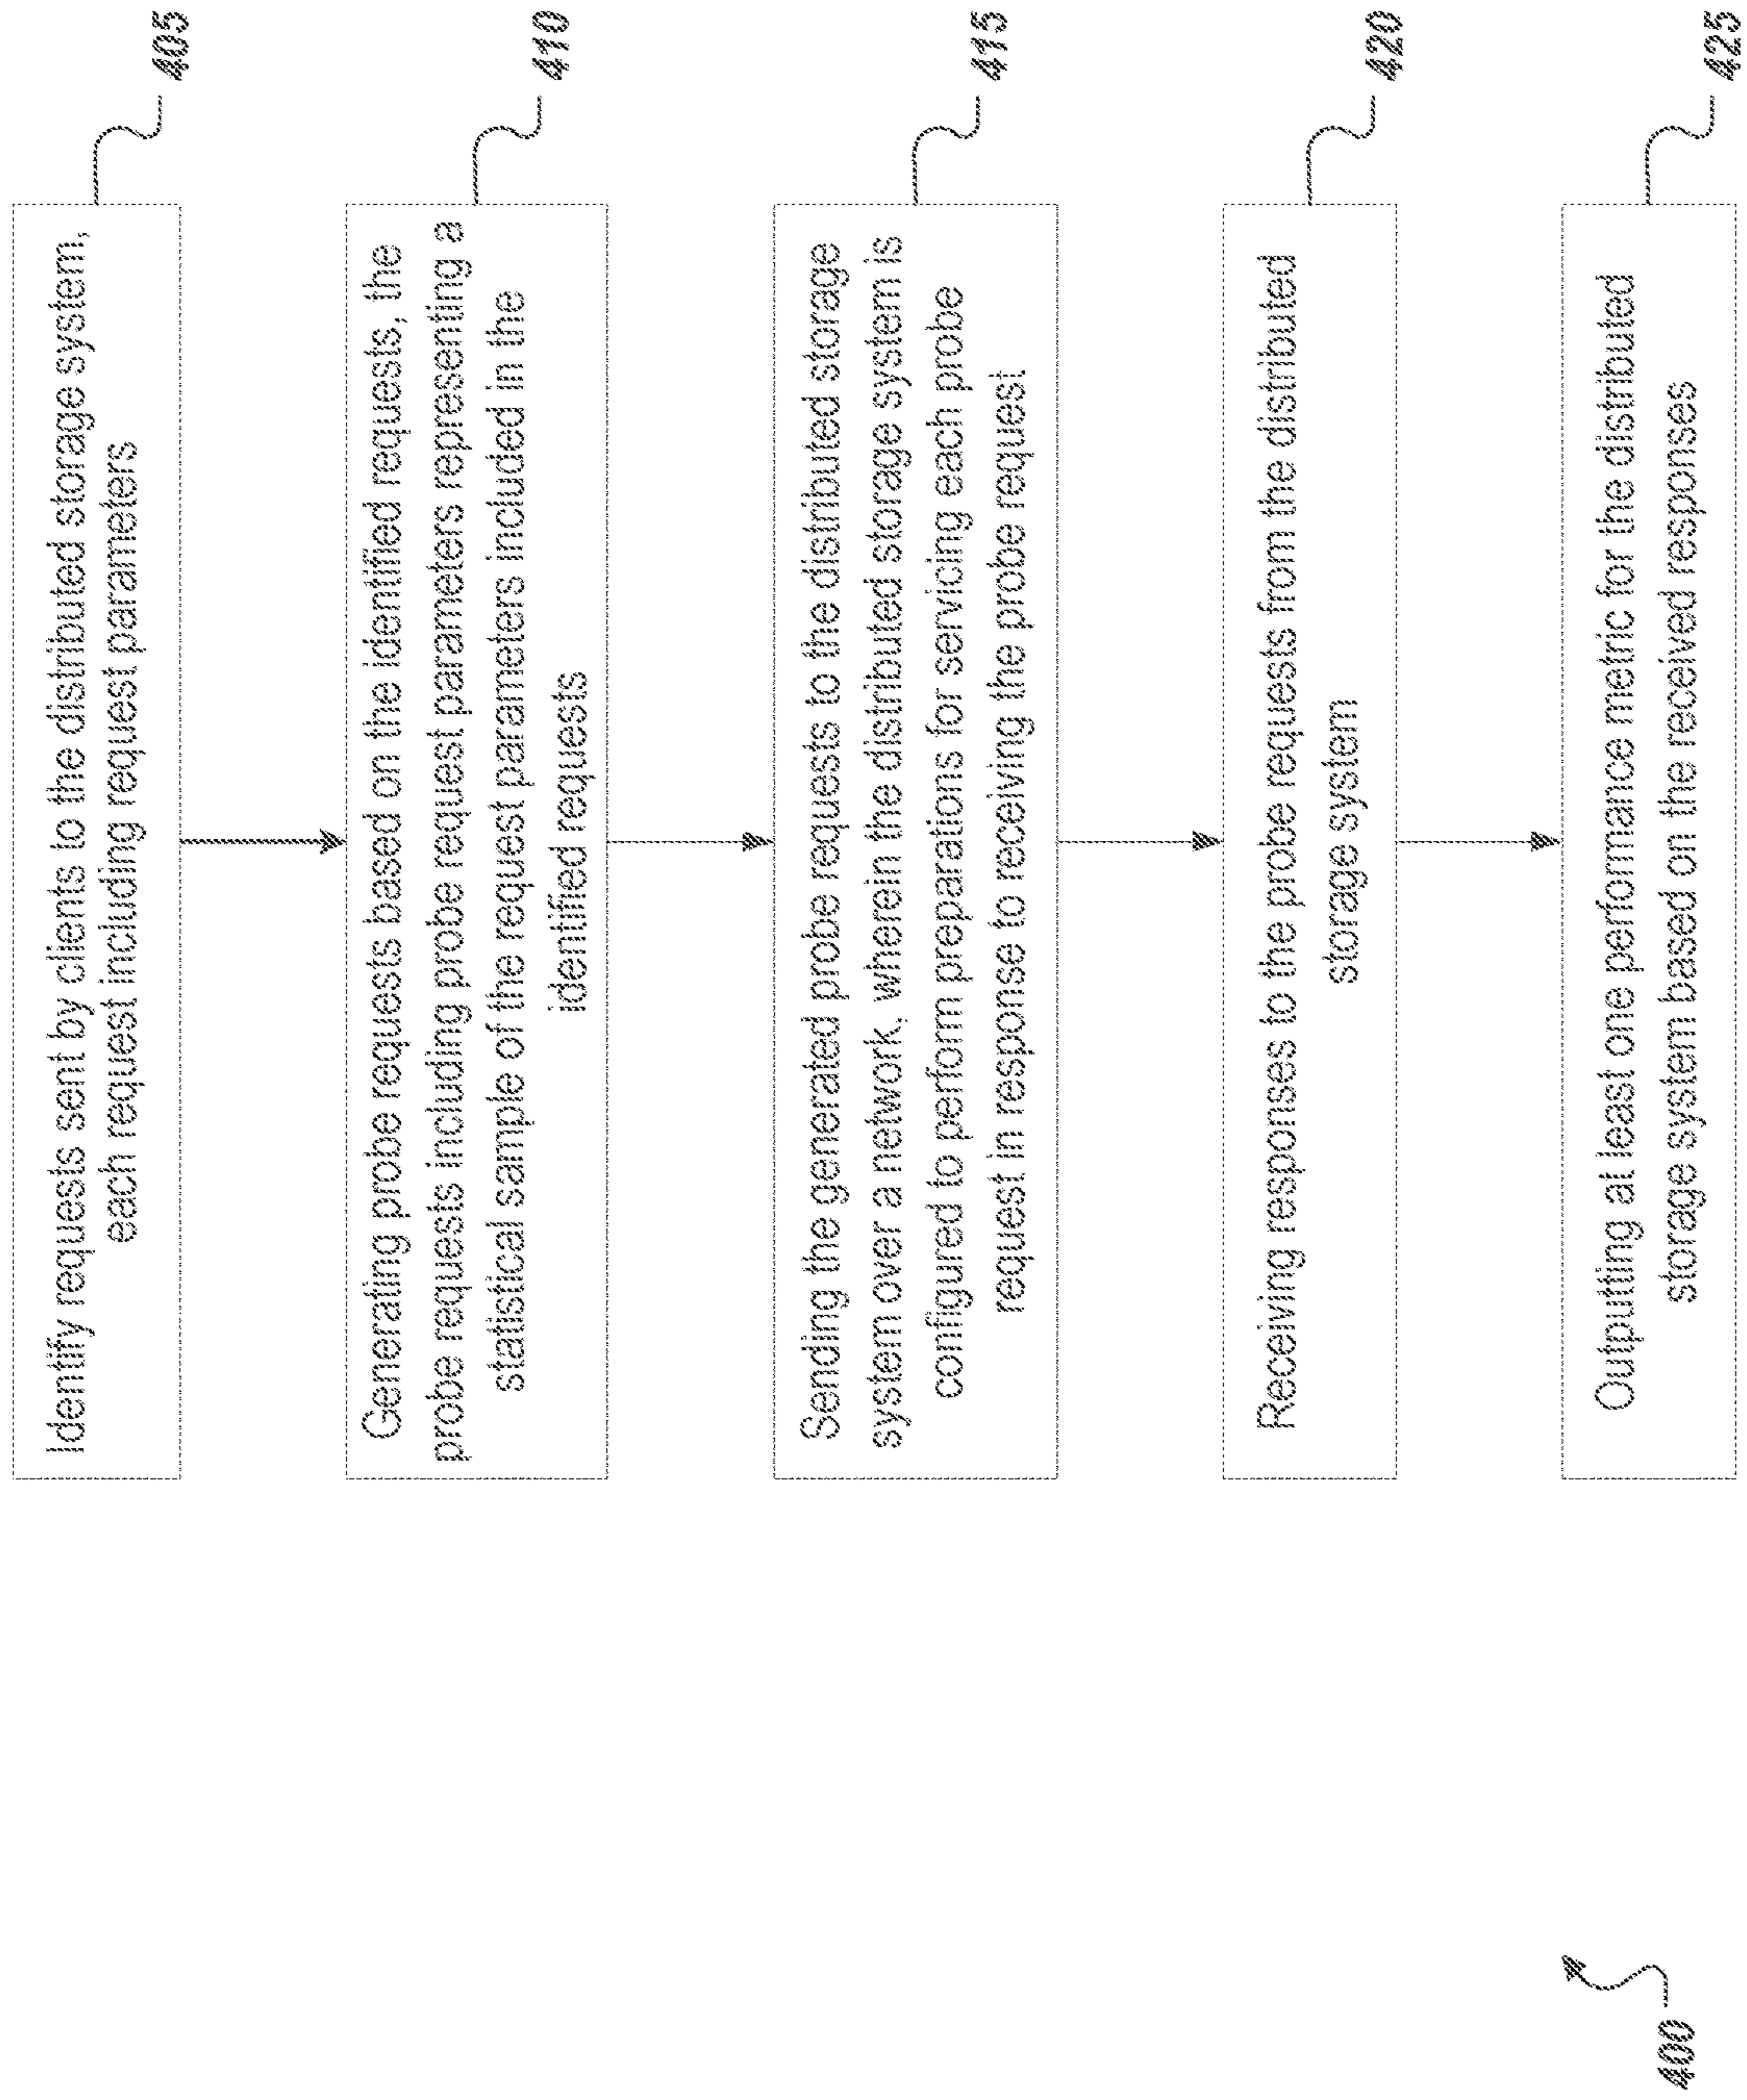 Identify requests sent by clients to the distributed storage system,
each request including request parameters
405
Generating probe requests based on the identified requests, the
probe requests including probe request parameters representing a
statistical sample of the request parameters included in the
identified requests
410
Sending the generated probe requests to the distributed storage
system over a network, wherein the distributed storage system is
configured to perform preparations for servicing each probe
request in response to receiving the probe request
415
Receiving responses to the probe requests from the distributed
storage system
420
Outputing at least one performance metric for the distributed
storage system based on the received responses
425
400